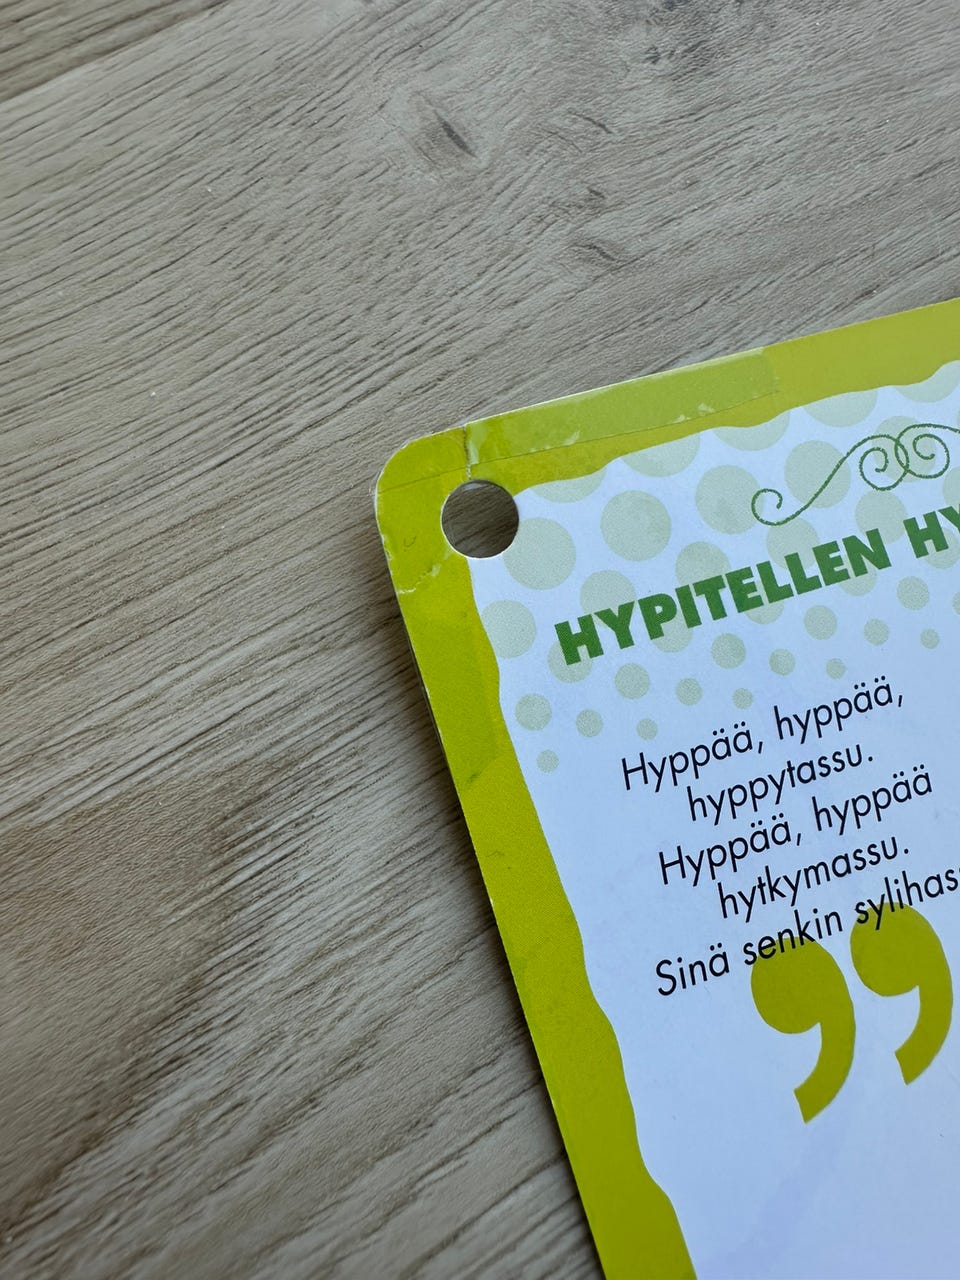 HYPITELLEN
Hyppää, hyppää,
hyppytassu.
Hyppää, hyppää
hytkymassu.
Sinä senkin